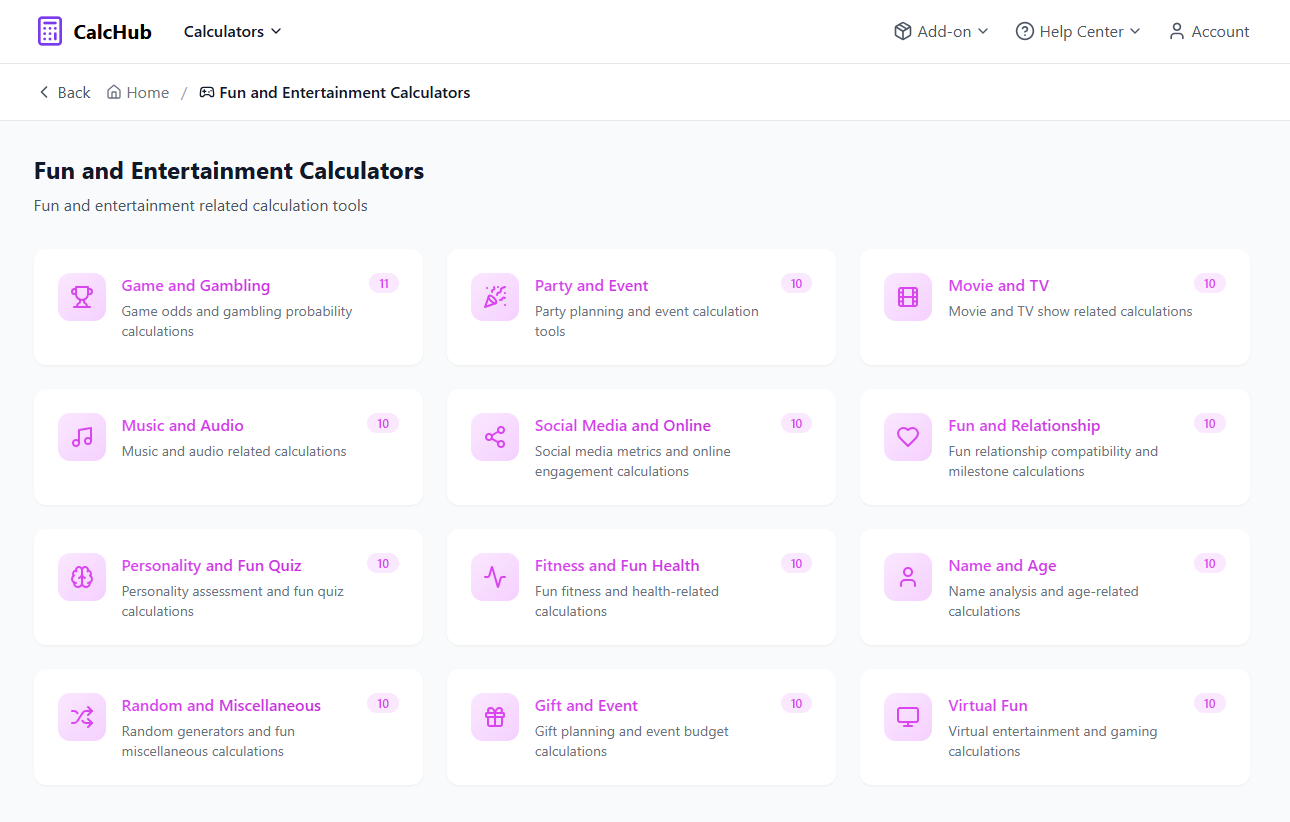 CalcHub
Calculators
Add-on
Help Center
Account
Back
Home
/
Fun and Entertainment Calculators
Fun and Entertainment Calculators
Fun and entertainment related calculation tools
Game and Gambling
11
Game odds and gambling probability
calculations
Party and Event
10
Party planning and event calculation
tools
Movie and TV
10
Movie and TV show related calculations
Music and Audio
10
Music and audio related calculations
Social Media and Online
10
Social media metrics and online
engagement calculations
Fun and Relationship
10
Fun relationship compatibility and
milestone calculations
Personality and Fun Quiz
10
Personality assessment and fun quiz
calculations
Fitness and Fun Health
10
Fun fitness and health-related
calculations
Name and Age
10
Name analysis and age-related
calculations
Random and Miscellaneous
10
Random generators and fun
miscellaneous calculations
Gift and Event
10
Gift planning and event budget
calculations
Virtual Fun
10
Virtual entertainment and gaming
calculations